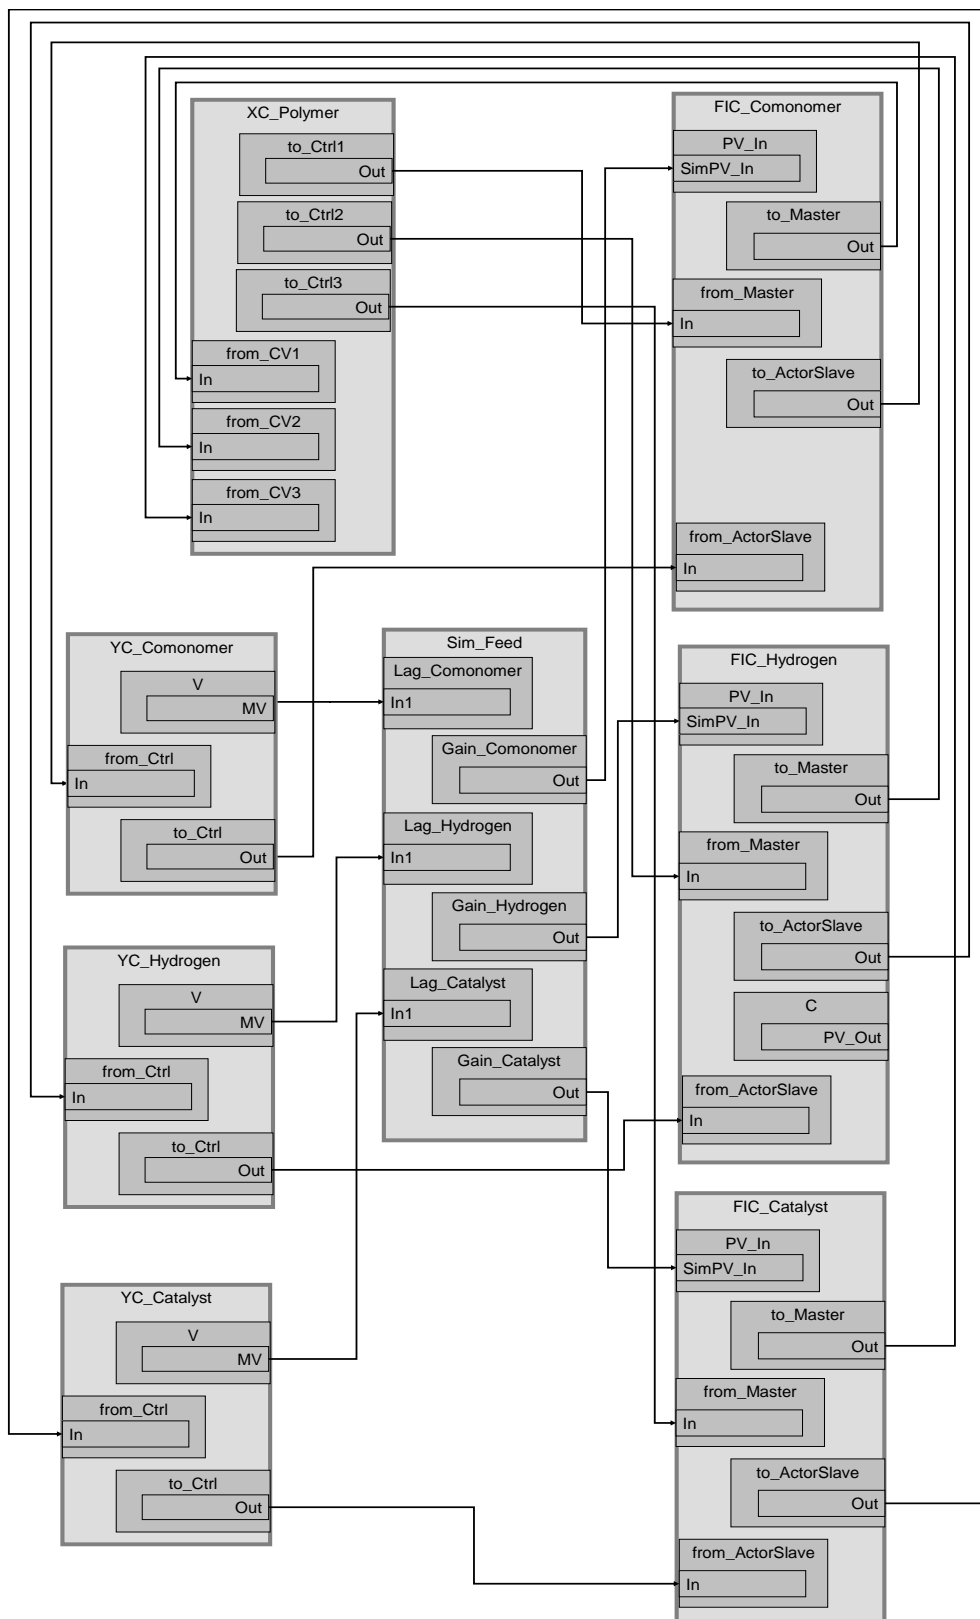 XC_Polymer
to_Ctrl1
Out
to_Ctrl2
Out
to_Ctrl3
Out
from_CV1
In
from_CV2
In
from_CV3
In
FIC_Comonomer
PV_In
SimPV_In
to_Master
Out
from_Master
In
to_ActorSlave
Out
from_ActorSlave
In
YC_Comonomer
V
MV
from_Ctrl
In
to_Ctrl
Out
Sim_Feed
Lag_Comonomer
In1
Gain_Comonomer
Out
Lag_Hydrogen
In1
Gain_Hydrogen
Out
Lag_Catalyst
In1
Gain_Catalyst
Out
FIC_Hydrogen
PV_In
SimPV_In
to_Master
Out
from_Master
In
to_ActorSlave
Out
C
PV_Out
from_ActorSlave
In
YC_Hydrogen
V
MV
from_Ctrl
In
to_Ctrl
Out
FIC_Catalyst
PV_In
SimPV_In
to_Master
Out
from_Master
In
to_ActorSlave
Out
from_ActorSlave
In
YC_Catalyst
V
MV
from_Ctrl
In
to_Ctrl
Out